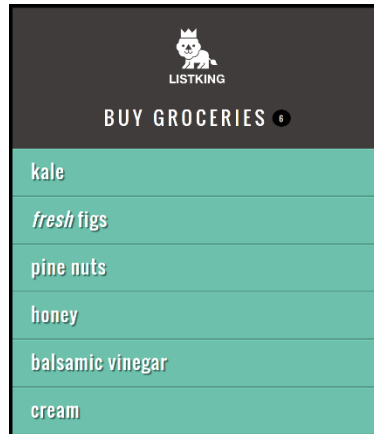 LISTKING
BUY GROCERIES 6
kale
fresh figs
pine nuts
honey
balsamic vinegar
cream